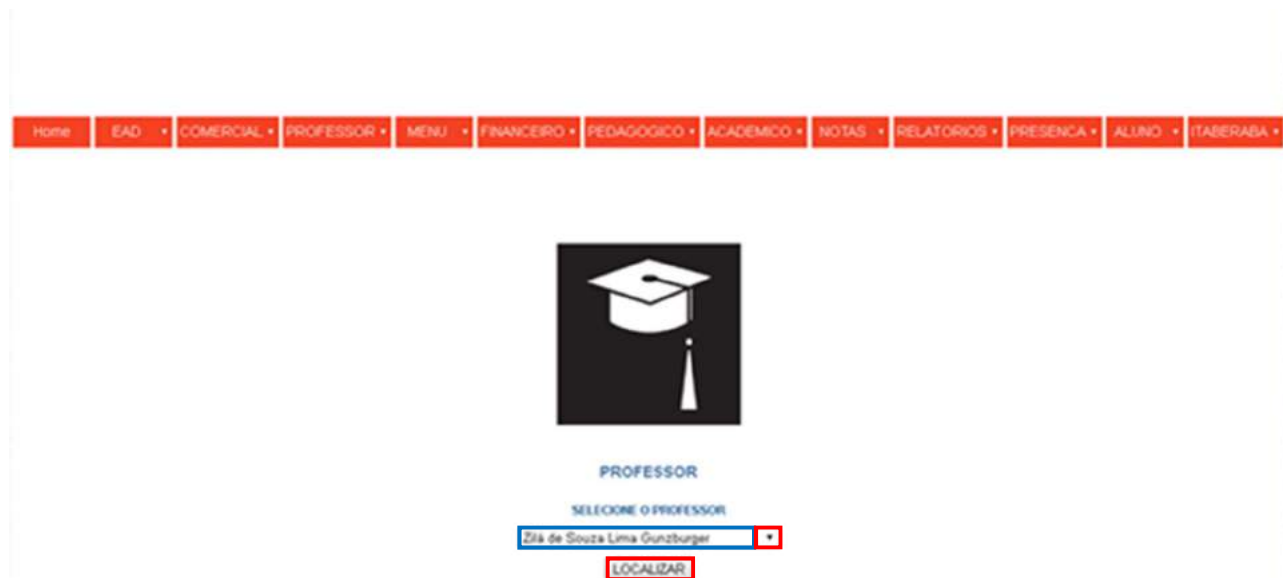 Home EAD COMERCIAL PROFESSOR MENU FINANCEIRO PEDAGOGICO ACADEMICO NOTAS RELATORIOS PRESENCA ALUNO ITABERABA
PROFESSOR
SELECIONE O PROFESSOR
Zilá de Souza Lima Gunzburger
LOCALIZAR